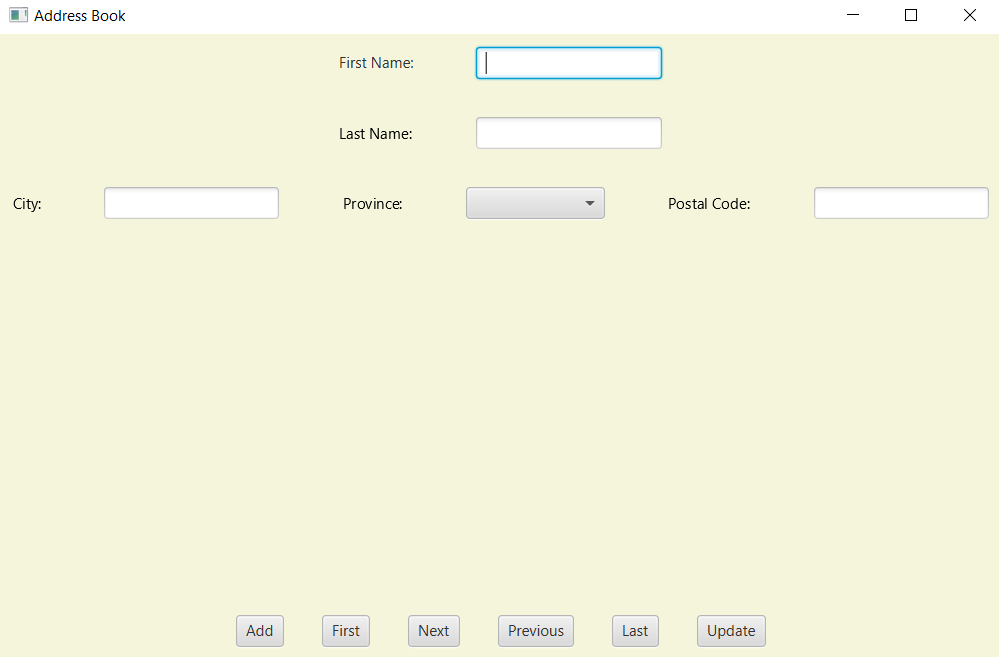 Address Book
First Name:
Last Name:
City: Province: Postal Code:
Add First Next Previous Last Update